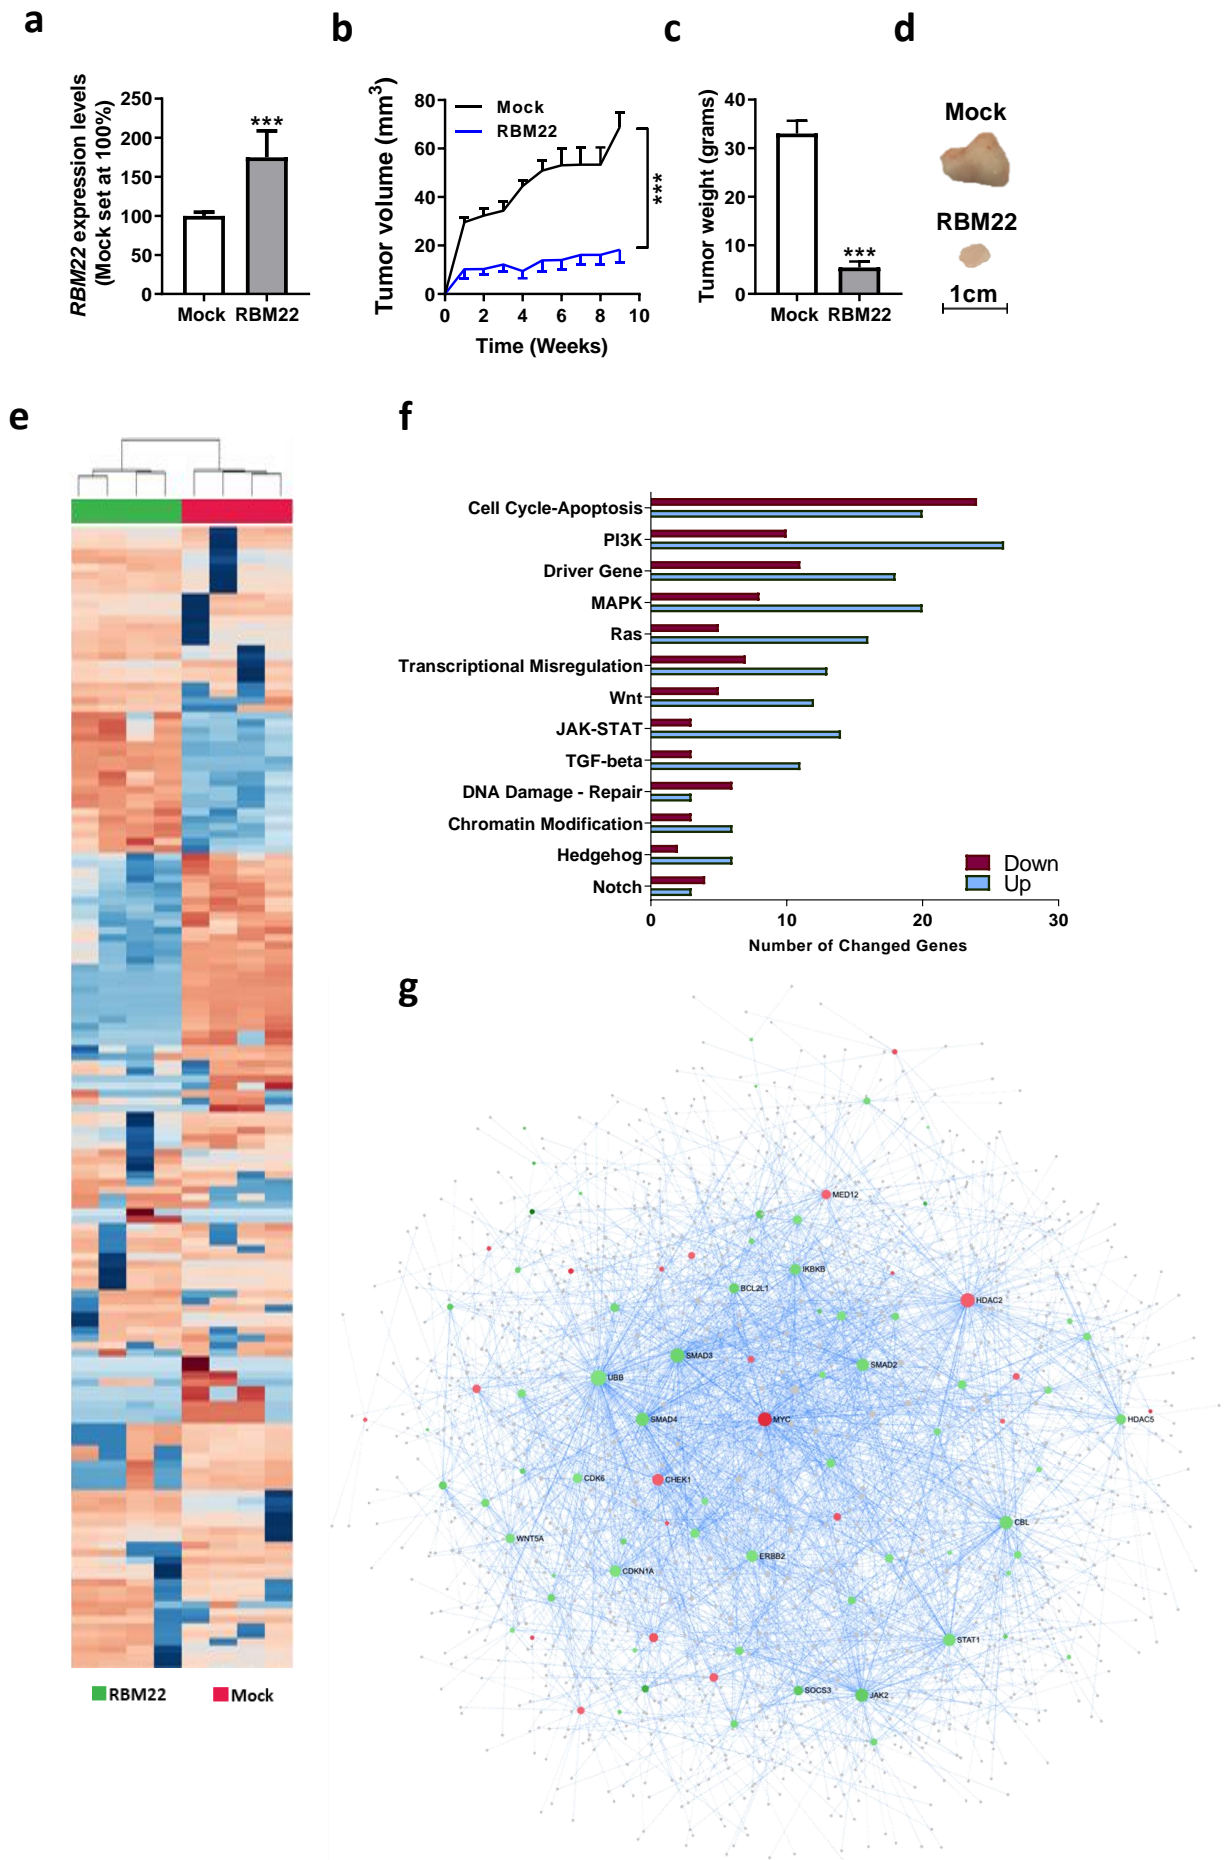 a
b
c
d
RBM22 expression levels
(Mock set at 100%)
250
200
150
100
50
0
***
Mock RBM22
Tumor volume (mm3)
80
60
40
20
0
Mock
RBM22
***
0 2 4 6 8 10
Time (Weeks)
Tumor weight (grams)
40
30
20
10
0
***
Mock RBM22
Mock
RBM22
1cm
e
f
Cell Cycle-Apoptosis
PI3K
Driver Gene
MAPK
Ras
Transcriptional Misregulation
Wnt
JAK-STAT
TGF-beta
DNA Damage - Repair
Chromatin Modification
Hedgehog
Notch
Down
Up
0 10 20 30
Number of Changed Genes
g
MED12
IKBKB
BCL2L1
HDAC2
SMAD3
SMAD2
UBB
SMAD4
MYC
HDAC5
CDK6
CHEK1
CBL
WNT5A
ERBB2
CDKN1A
STAT1
SOCS3
JAK2
RBM22
Mock